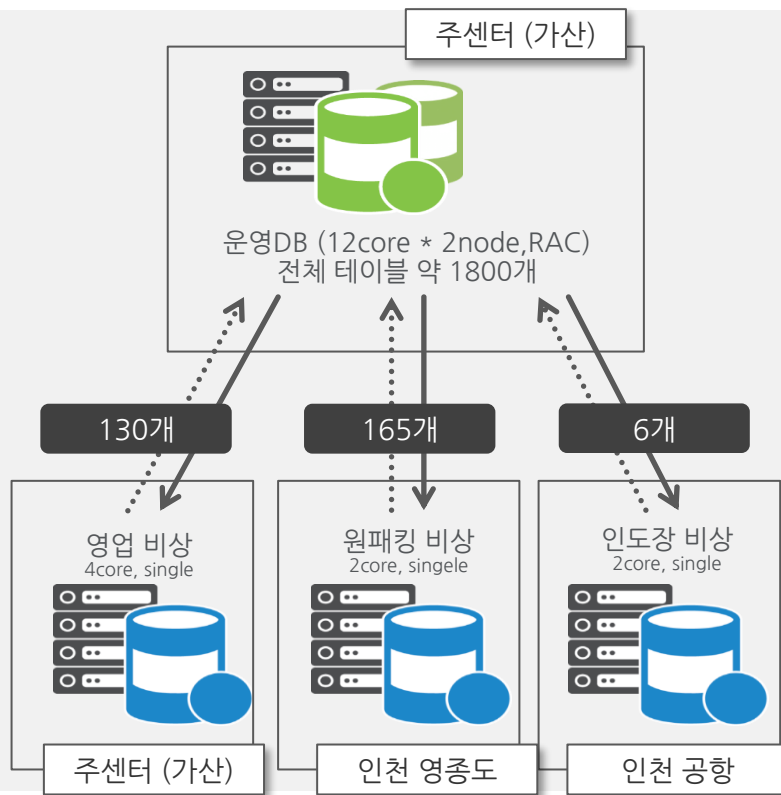 주센터 (가산)
운영DB (12core * 2node,RAC)
전체 테이블 약 1800개
130개
165개
6개
영업 비상
4core, single
원패킹 비상
2core, singele
인도장 비상
2core, single
주센터 (가산)
인천 영종도
인천 공항